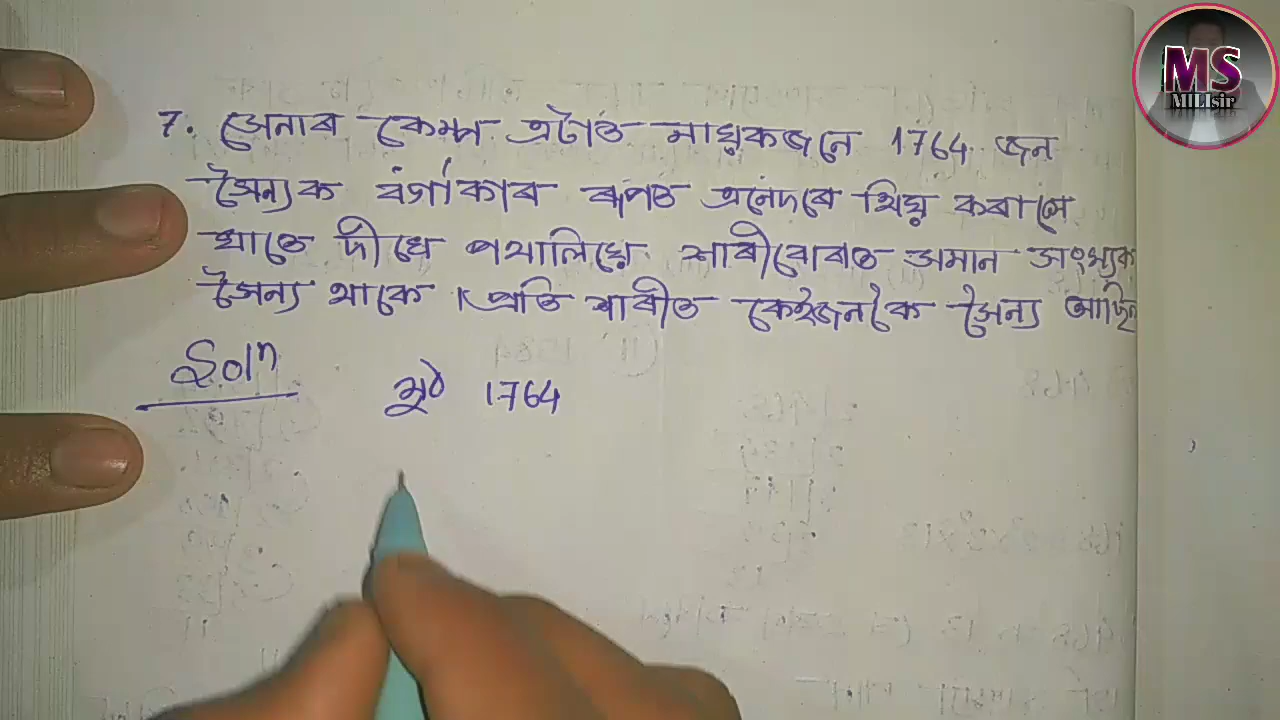 MS
MILIsir
7. সেনাৰ কেম্প এটাত নায়কজনে 1764 জন
সৈন্যক বৰ্গাকাৰ ৰূপত এনেদৰে থিয় কৰালে
যাতে দীঘে পথালিয়ে শাৰীবোৰত সমান সংখ্যক
সৈন্য থাকে। প্ৰতি শাৰীত কেইজনকৈ সৈন্য আছিল
Solⁿ
মুঠ 1764